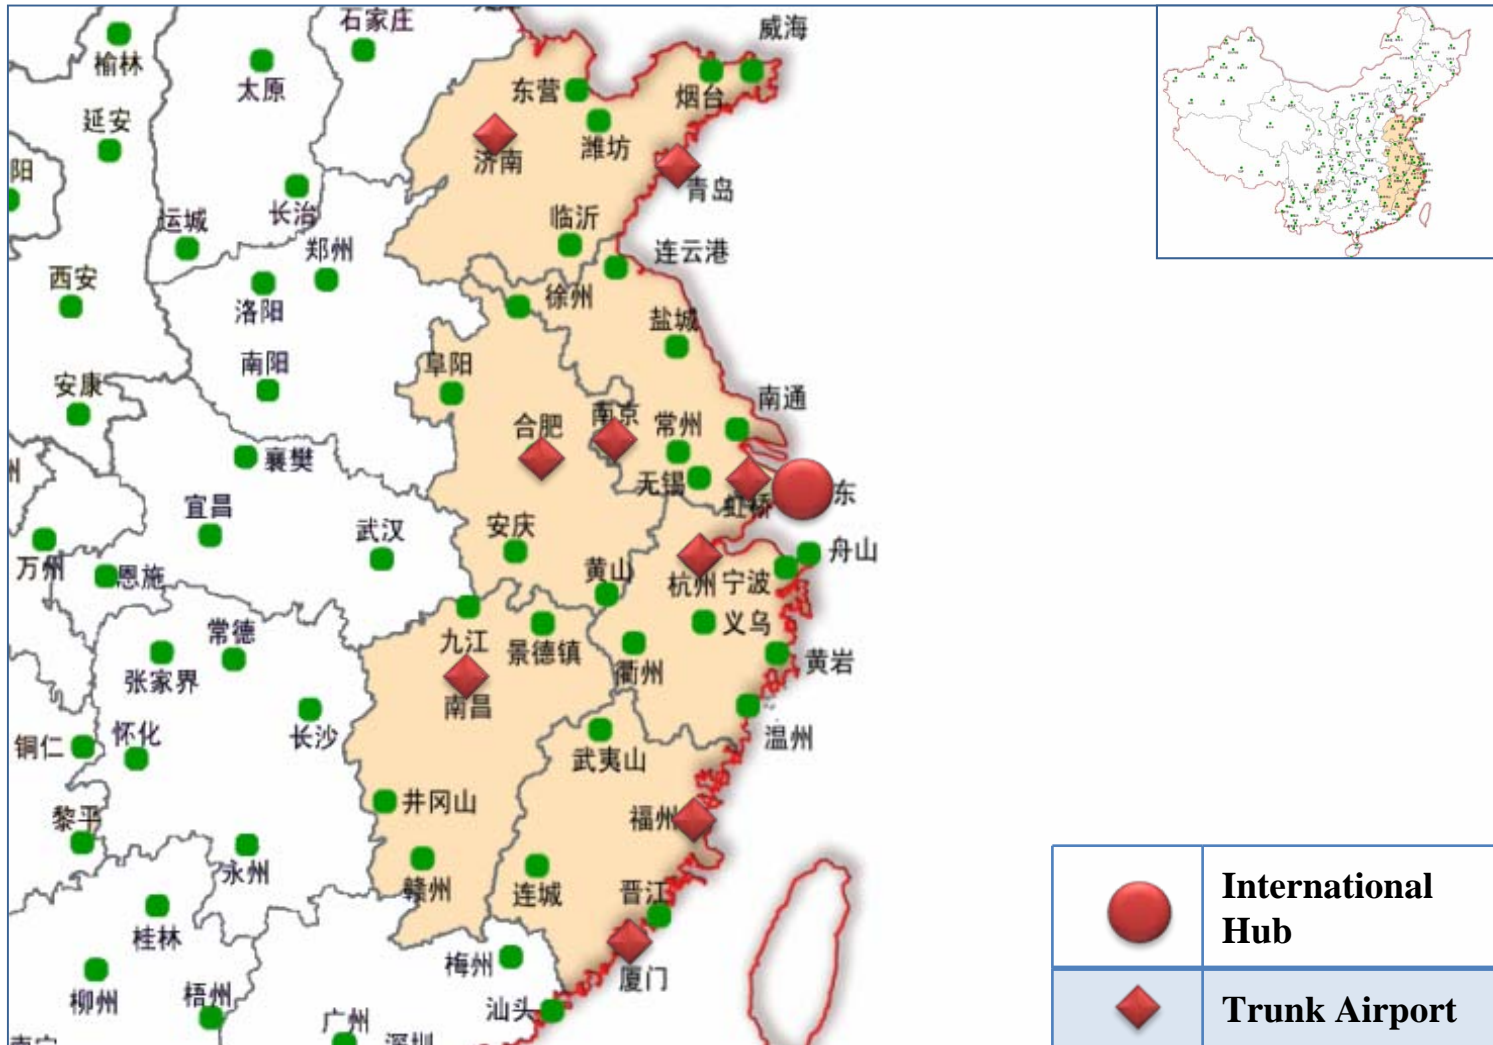 石家庄
威海
榆林
太原
东营
烟台
延安
潍坊
济南
阳
青岛
长治
运城
临沂
郑州
连云港
西安
徐州
洛阳
盐城
南阳
阜阳
安康
南通
南京
常州
合肥
襄樊
州
无锡
宜昌
虹桥
东
武汉
安庆
舟山
万州
恩施
黄山
杭州
宁波
常德
义乌
九江
景德镇
黄岩
张家界
衢州
南昌
怀化
长沙
铜仁
温州
武夷山
井冈山
福州
黎平
永州
赣州
连城
晋江
International
Hub
桂林
梅州
厦门
柳州
梧州
汕头
Trunk Airport
广州
深圳
南宁